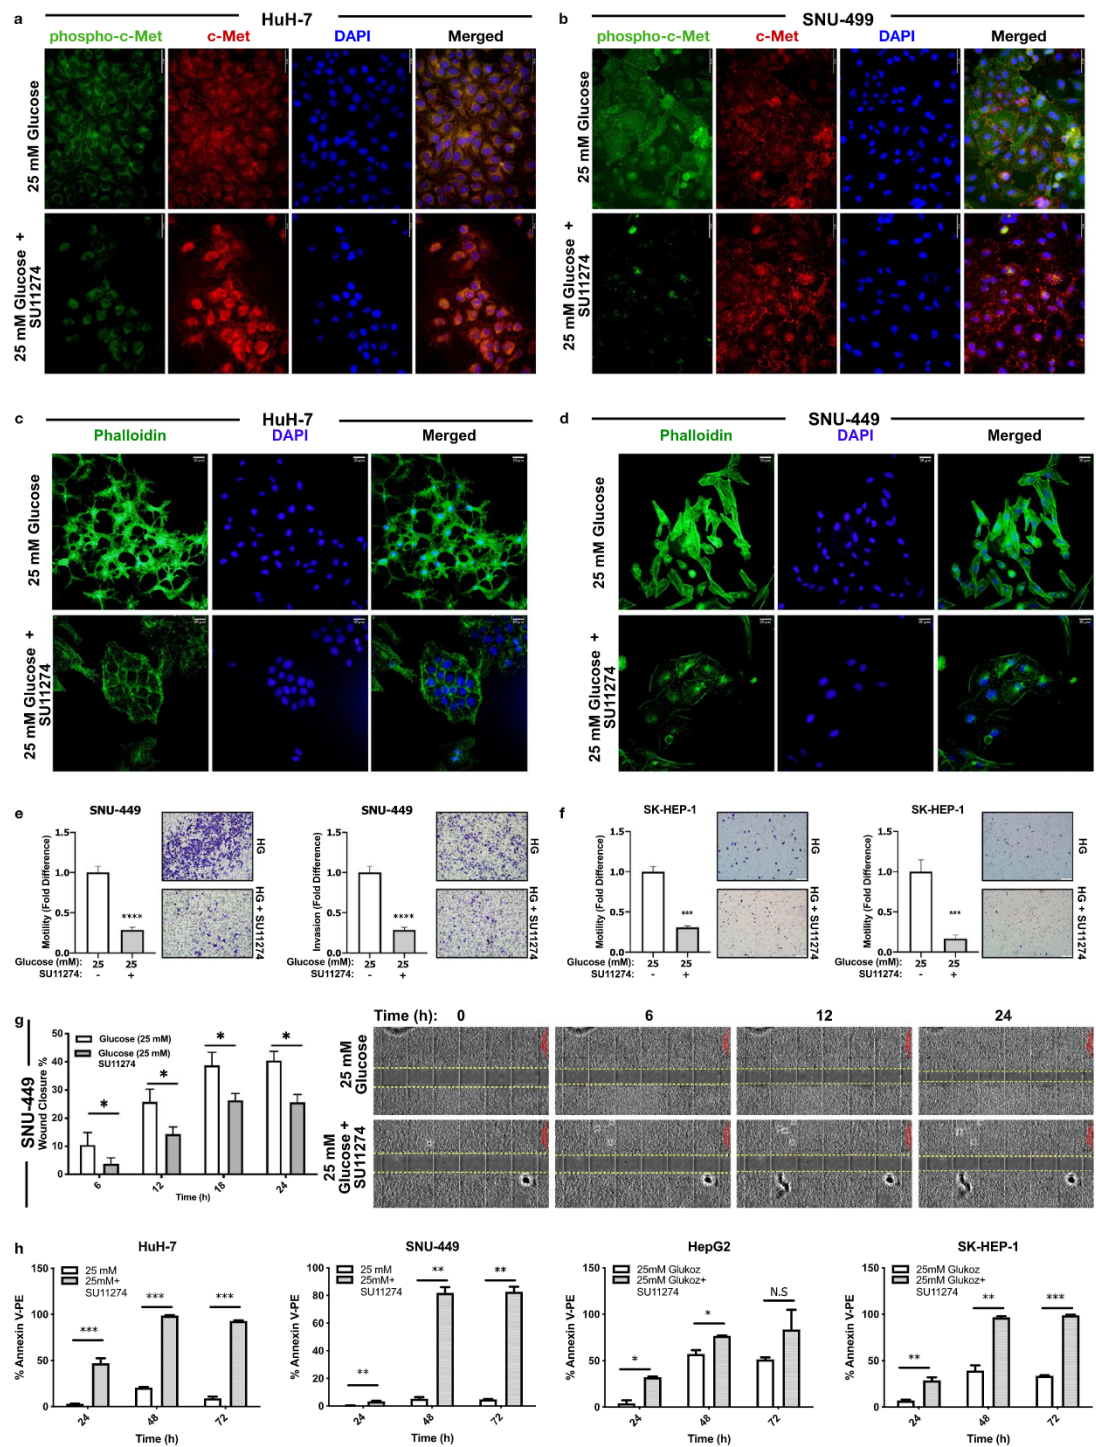 a
HuH-7
phospho-c-Met
c-Met
DAPI
Merged
25 mM Glucose
25 mM Glucose +
SU11274
b
SNU-499
phospho-c-Met
c-Met
DAPI
Merged
25 mM Glucose
25 mM Glucose +
SU11274
c
HuH-7
Phalloidin
DAPI
Merged
25 mM Glucose
25 mM Glucose +
SU11274
d
SNU-449
Phalloidin
DAPI
Merged
25 mM Glucose
25 mM Glucose +
SU11274
e
SNU-449
Motility (Fold Difference)
1.5
1.0
0.5
0.0
****
Glucose (mM): 25 25
SU11274: - +
HG
HG + SU11274
SNU-449
Invasion (Fold Difference)
1.5
1.0
0.5
0.0
****
Glucose (mM): 25 25
SU11274: - +
HG
HG + SU11274
f
SK-HEP-1
Motility (Fold Difference)
1.5
1.0
0.5
0.0
***
Glucose (mM): 25 25
SU11274: - +
HG
HG + SU11274
SK-HEP-1
Motility (Fold Difference)
1.5
1.0
0.5
0.0
***
Glucose (mM): 25 25
SU11274: - +
HG
HG + SU11274
g
SNU-449
Wound Closure %
50
40
30
20
10
0
Glucose (25 mM)
Glucose (25 mM)
SU11274
* * * *
6 12 18 24
Time (h)
Time (h): 0 6 12 24
25 mM
Glucose
25 mM
Glucose +
SU11274
h
HuH-7
% Annexin V-PE
150
100
50
0
25 mM
25mM+
SU11274
*** *** ***
24 48 72
Time (h)
SNU-449
% Annexin V-PE
100
80
60
40
20
0
25 mM
25mM+
SU11274
** ** **
24 48 72
Time (h)
HepG2
% Annexin V-PE
150
100
50
0
25mM Glukoz
25mM Glukoz+
SU11274
* * N.S
24 48 72
Time (h)
SK-HEP-1
% Annexin V-PE
150
100
50
0
25mM Glukoz
25mM Glukoz+
SU11274
** ** ***
24 48 72
Time (h)